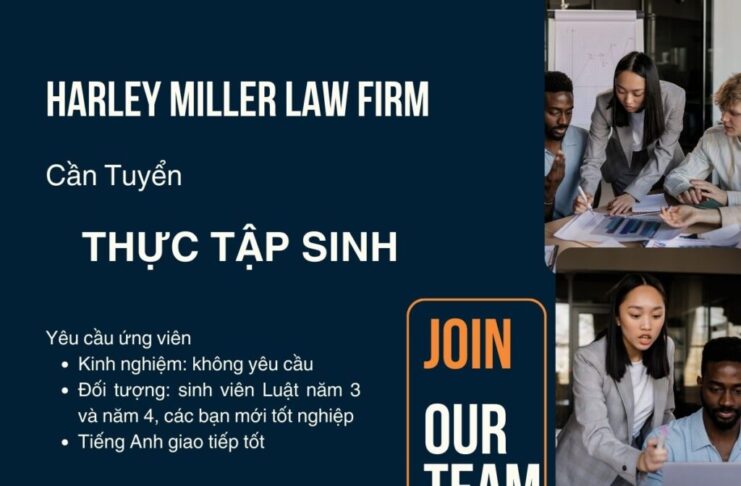 HARLEY MILLER LAW FIRM
Cần Tuyển
THỰC TẬP SINH
Yêu cầu ứng viên
Kinh nghiệm: không yêu cầu
Đối tượng: sinh viên Luật năm 3
và năm 4, các bạn mới tốt nghiệp
Tiếng Anh giao tiếp tốt
JOIN
OUR
TEAM